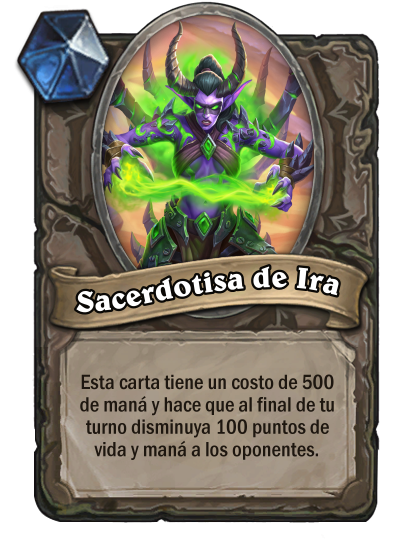 Sacerdotisa de Ira
Esta carta tiene un costo de 500
de maná y hace que al final de tu
turno disminuya 100 puntos de
vida y maná a los oponentes.